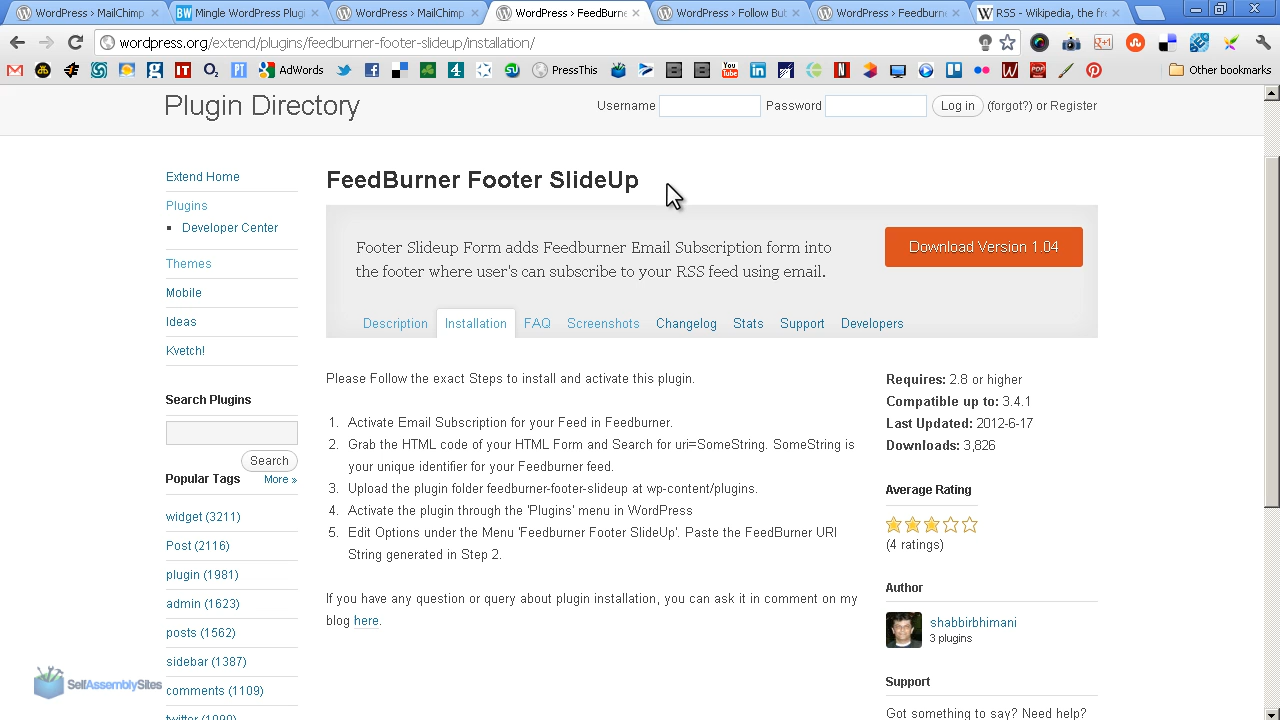 WordPress › MailChimp
Mingle WordPress Plugi
WordPress › MailChimp
WordPress › FeedBurne
WordPress › Follow But
WordPress › Feedburne
RSS - Wikipedia, the fre
wordpress.org/extend/plugins/feedburner-footer-slideup/installation/
AdWords
PressThis
Other bookmarks
Plugin Directory
Username
Password
Log in
(forgot?) or Register
Extend Home
Plugins
Developer Center
Themes
Mobile
Ideas
Kvetch!
Search Plugins
Search
Popular Tags More »
widget (3211)
Post (2116)
plugin (1981)
admin (1623)
posts (1562)
sidebar (1387)
comments (1109)
twitter (1090)
FeedBurner Footer SlideUp
Footer Slideup Form adds Feedburner Email Subscription form into
the footer where user's can subscribe to your RSS feed using email.
Download Version 1.04
Description Installation FAQ Screenshots Changelog Stats Support Developers
Please Follow the exact Steps to install and activate this plugin.
1. Activate Email Subscription for your Feed in Feedburner.
2. Grab the HTML code of your HTML Form and Search for uri=SomeString. SomeString is
your unique identifier for your Feedburner feed.
3. Upload the plugin folder feedburner-footer-slideup at wp-content/plugins.
4. Activate the plugin through the 'Plugins' menu in WordPress
5. Edit Options under the Menu 'Feedburner Footer SlideUp'. Paste the FeedBurner URI
String generated in Step 2.
If you have any question or query about plugin installation, you can ask it in comment on my
blog here.
Requires: 2.8 or higher
Compatible up to: 3.4.1
Last Updated: 2012-6-17
Downloads: 3,826
Average Rating
(4 ratings)
Author
shabbirbhimani
3 plugins
Support
Got something to say? Need help?
SelfAssemblySites